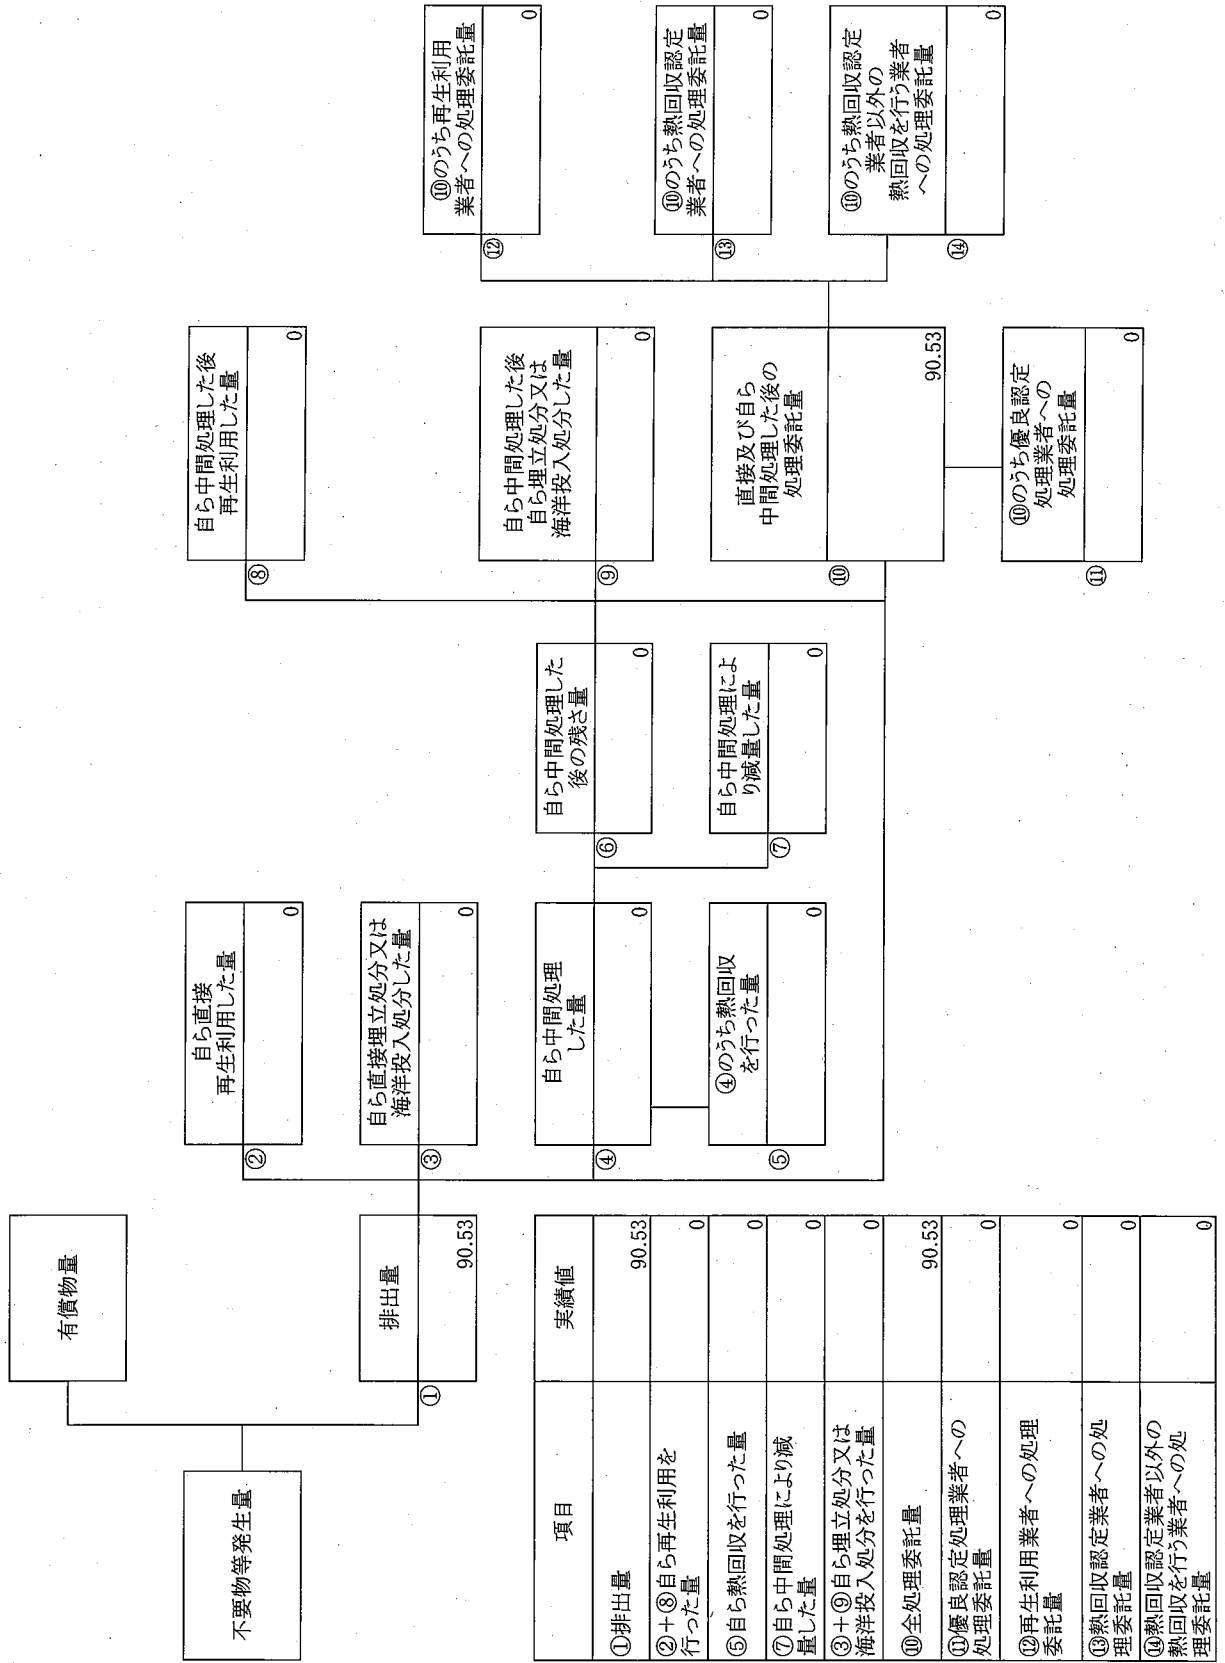 不要物等発生量
有償物量
排出量
①
90.53
自ら直接
再生利用した量
②
0
自ら直接埋立処分又は
海洋投入処分した量
③
0
自ら中間処理
した量
④
0
④のうち熱回収
を行った量
⑤
0
自ら中間処理した
後の残さ量
⑥
0
自ら中間処理によ
り減量した量
⑦
0
自ら中間処理した後
再生利用した量
⑧
0
自ら中間処理した後
自ら埋立処分又は
海洋投入処分した量
⑨
0
直接及び自ら
中間処理した後の
処理委託量
⑩
90.53
⑩のうち優良認定
処理業者への
処理委託量
⑪
0
⑩のうち再生利用
業者への処理委託量
⑫
0
⑩のうち熱回収認定
業者への処理委託量
⑬
0
⑩のうち熱回収認定
業者以外の
熱回収を行う業者
への処理委託量
⑭
0
項目 実績値
①排出量 90.53
②+⑧自ら再生利用を
行った量 0
⑤自ら熱回収を行った量 0
⑦自ら中間処理により減
量した量 0
③+⑨自ら埋立処分又は
海洋投入処分を行った量 0
⑩全処理委託量 90.53
⑪優良認定処理業者への
処理委託量 0
⑫再生利用業者への処理
委託量 0
⑬熱回収認定業者への処
理委託量 0
⑭熱回収認定業者以外の
熱回収を行う業者への処
理委託量 0